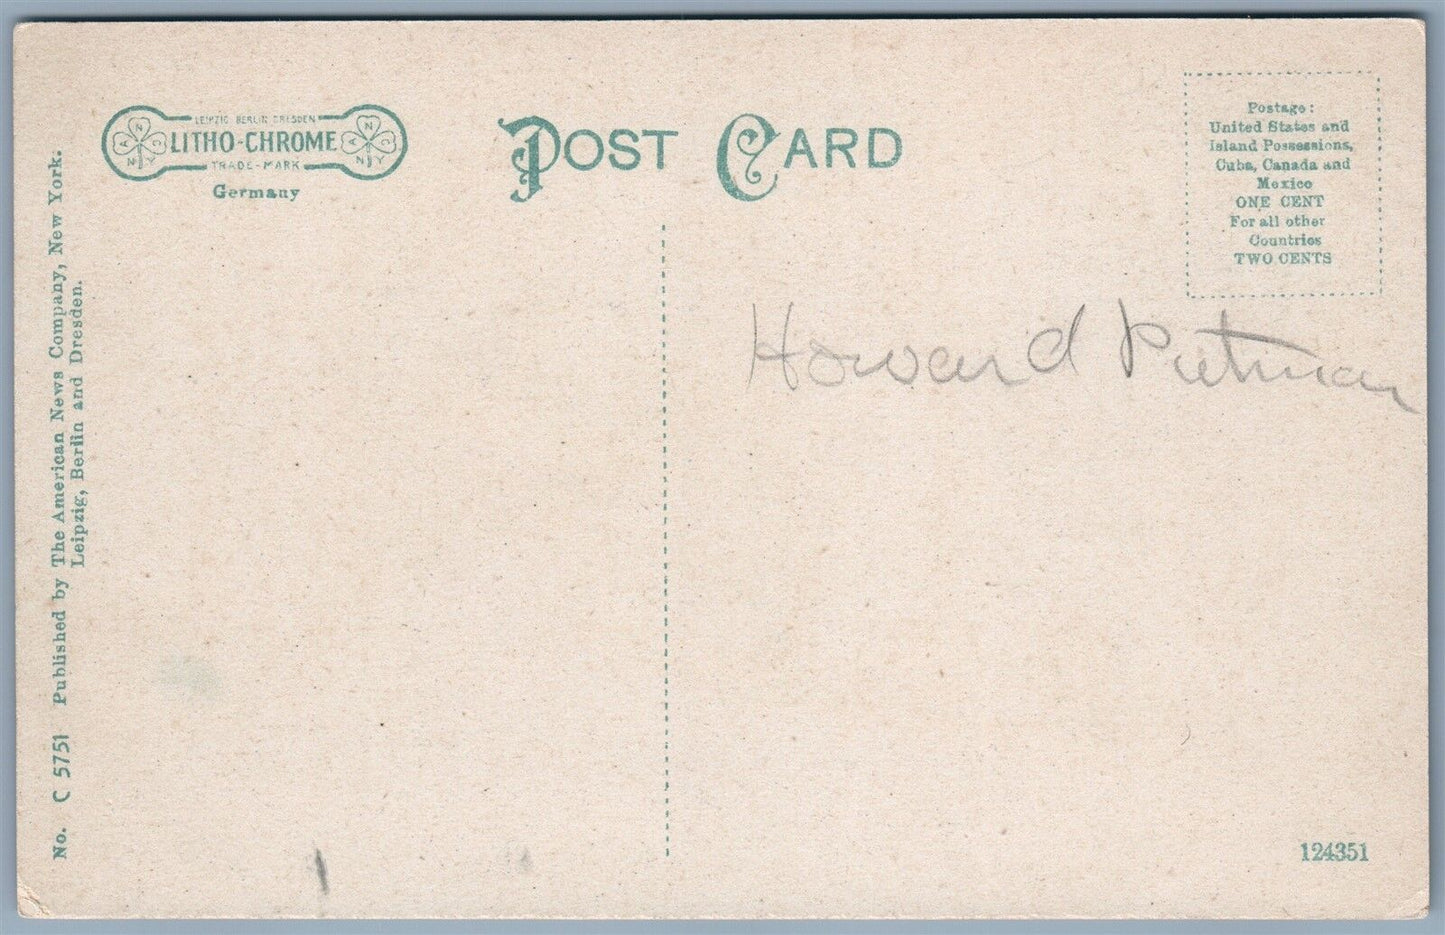 LEIPZIG BERLIN DRESDEN
LITHO-CHROME
TRADE-MARK
Germany
POST CARD
Postage:
United States and
Island Possessions,
Cuba, Canada and
Mexico
ONE CENT
For all other
Countries
TWO CENTS
Howard Putman
No. C 5751 Published by The American News Company, New York.
Leipzig, Berlin and Dresden.
124351